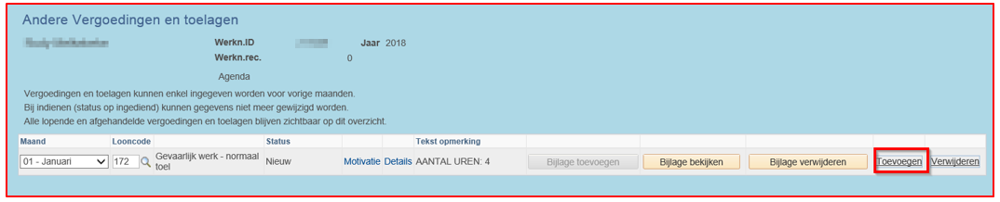 Andere Vergoedingen en toelagen
Werkn.ID Jaar 2018
Werkn.rec. 0
Agenda
Vergoedingen en toelagen kunnen enkel ingegeven worden voor vorige maanden.
Bij indienen (status op ingediend) kunnen gegevens niet meer gewijzigd worden.
Alle lopende en afgehandelde vergoedingen en toelagen blijven zichtbaar op dit overzicht.
Maand Looncode Status Tekst opmerking
01 - Januari 172 Gevaarlijk werk - normaal toel Nieuw Motivatie Details AANTAL UREN: 4 Bijlage toevoegen Bijlage bekijken Bijlage verwijderen Toevoegen Verwijderen